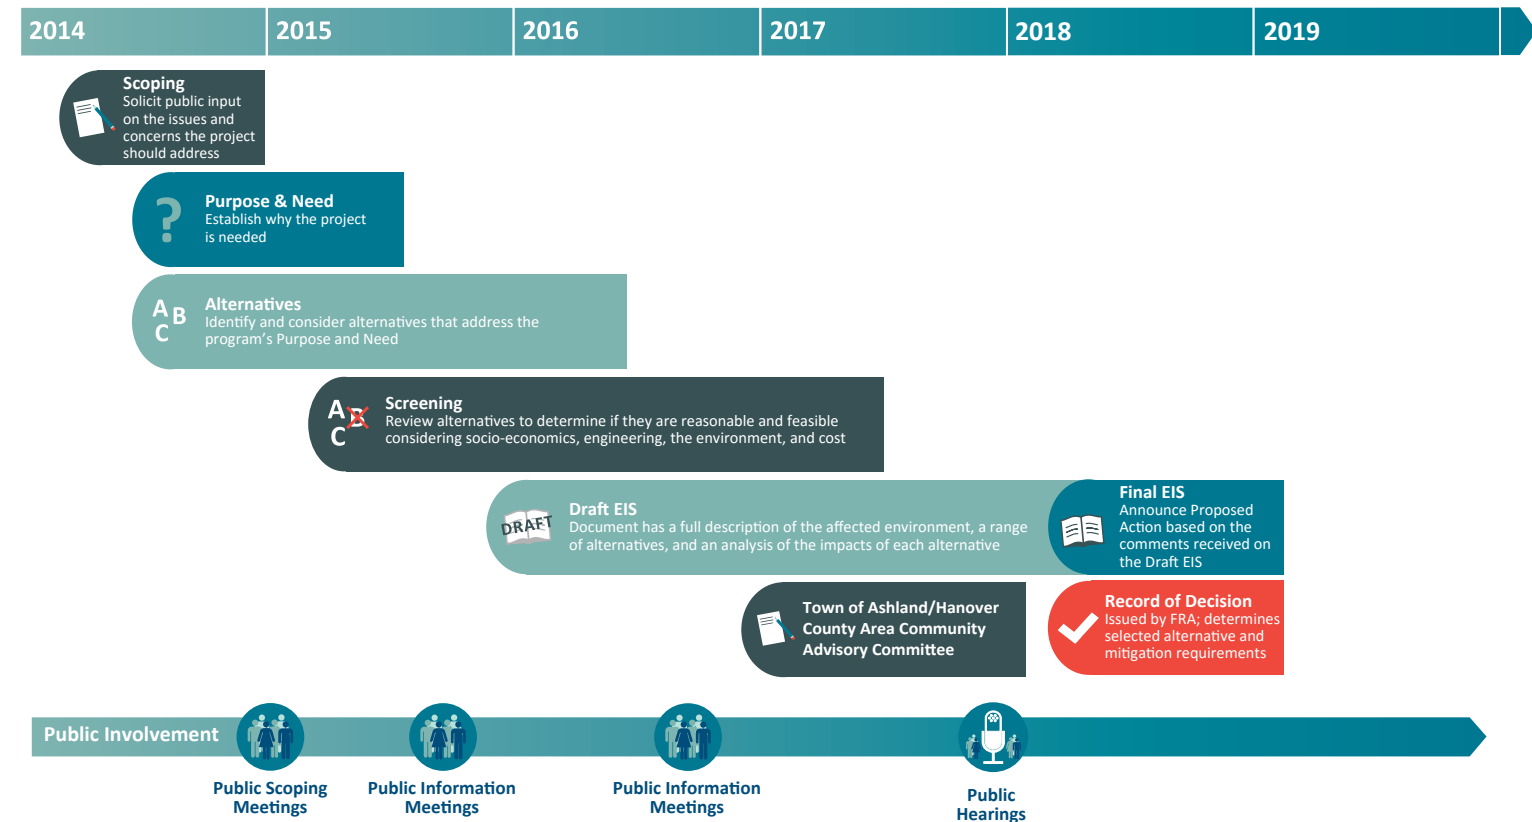 2014
2015
2016
2017
2018
2019
Scoping
Solicit public input
on the issues and
concerns the project
should address
?
Purpose & Need
Establish why the project
is needed
A B
C
Alternatives
Identify and consider alternatives that address the
program's Purpose and Need
A B
C
Screening
Review alternatives to determine if they are reasonable and feasible
considering socio-economics, engineering, the environment, and cost
DRAFT
Draft EIS
Document has a full description of the affected environment, a range
of alternatives, and an analysis of the impacts of each alternative
Final EIS
Announce Proposed
Action based on the
comments received on
the Draft EIS
Town of Ashland/Hanover
County Area Community
Advisory Committee
Record of Decision
Issued by FRA; determines
selected alternative and
mitigation requirements
Public Involvement
Public Scoping
Meetings
Public Information
Meetings
Public Information
Meetings
Public
Hearings